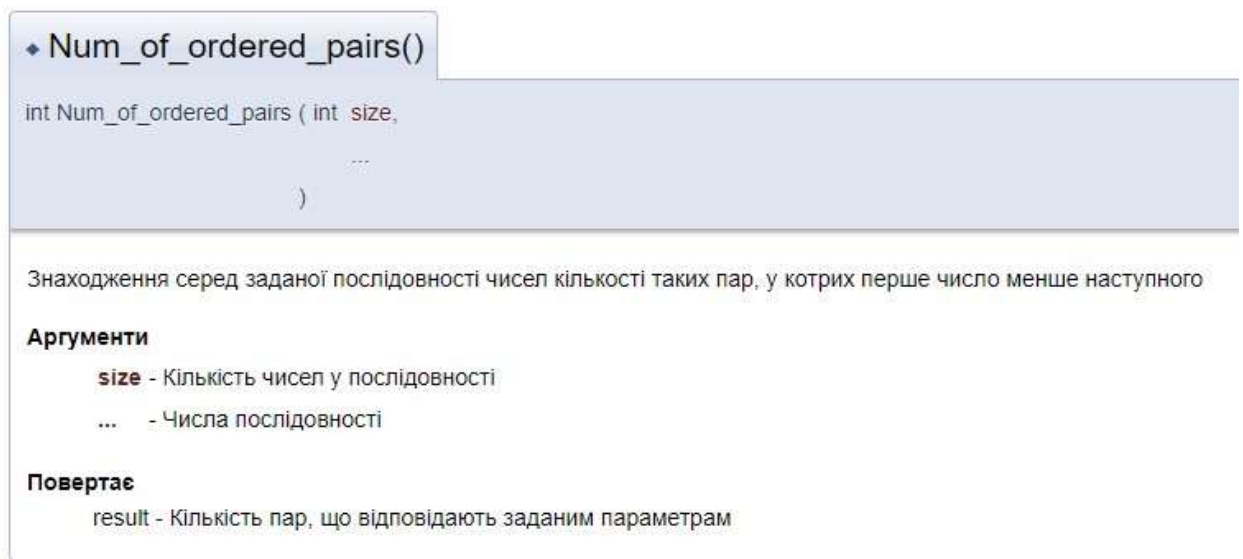 Num_of_ordered_pairs()
int Num_of_ordered_pairs ( int size,
...
)
Знаходження серед заданої послідовності чисел кількості таких пар, у котрих перше число менше наступного
Аргументи
size - Кількість чисел у послідовності
... - Числа послідовності
Повертає
result - Кількість пар, що відповідають заданим параметрам